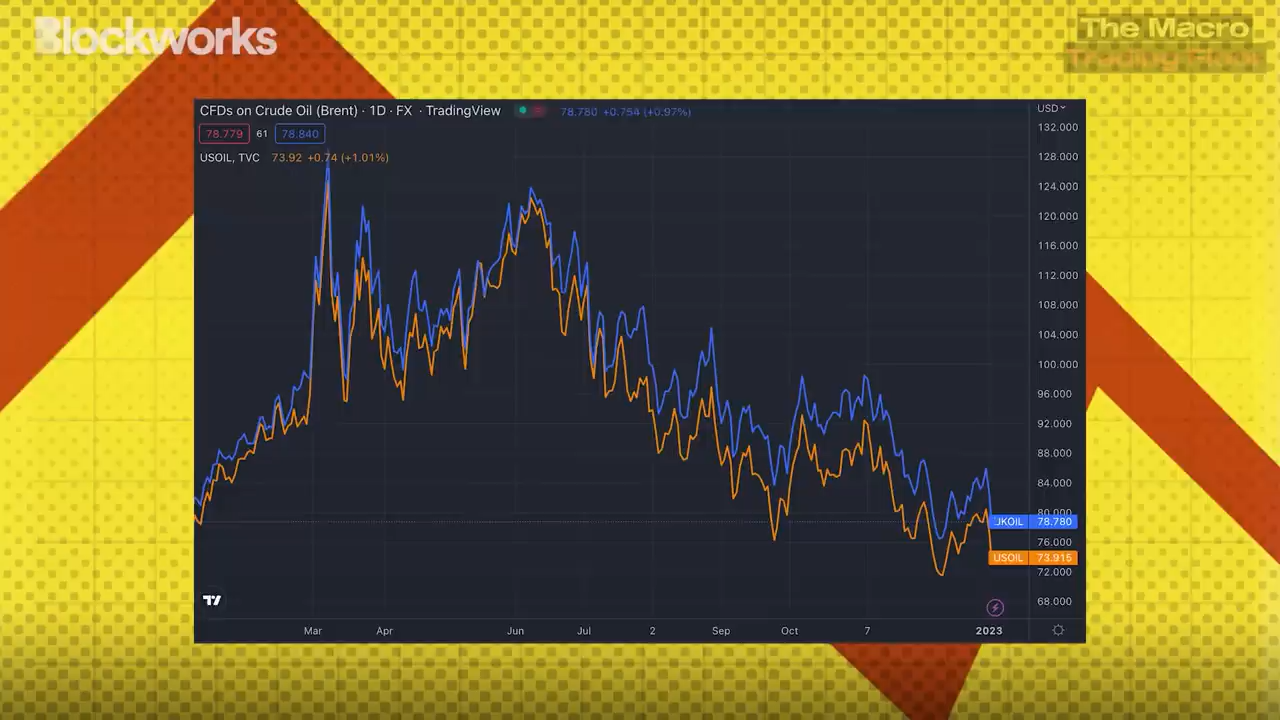 Blockworks
The Macro
Trading Floor
CFDs on Crude Oil (Brent) · 1D · FX · TradingView
78.780 +0.754 (+0.97%)
78.779 61 78.840
USOIL, TVC 73.92 +0.74 (+1.01%)
USD
132.000
128.000
124.000
120.000
116.000
112.000
108.000
104.000
100.000
96.000
92.000
88.000
84.000
80.000
JKOIL 78.780
76.000
USOIL 73.915
72.000
68.000
Mar Apr Jun Jul 2 Sep Oct 7 2023